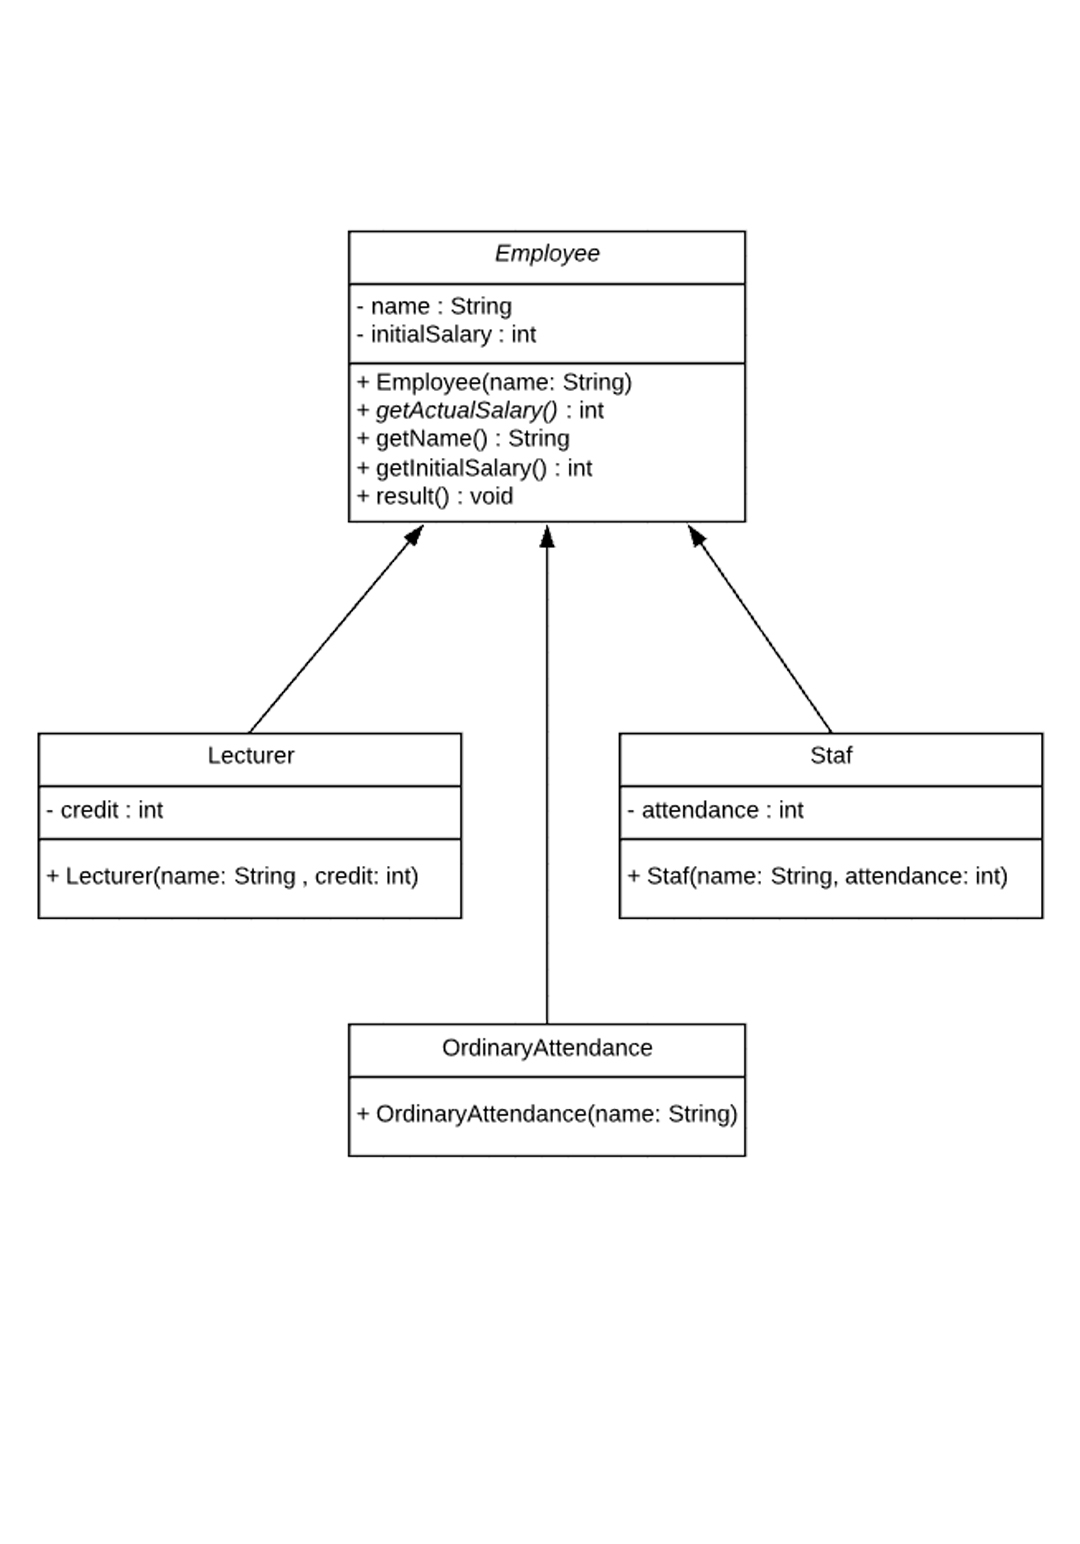 Employee
- name : String
- initialSalary : int
+ Employee(name: String)
+ getActualSalary() : int
+ getName() : String
+ getInitialSalary() : int
+ result() : void
Lecturer
- credit : int
+ Lecturer(name: String , credit: int)
Staf
- attendance : int
+ Staf(name: String, attendance: int)
OrdinaryAttendance
+ OrdinaryAttendance(name: String)